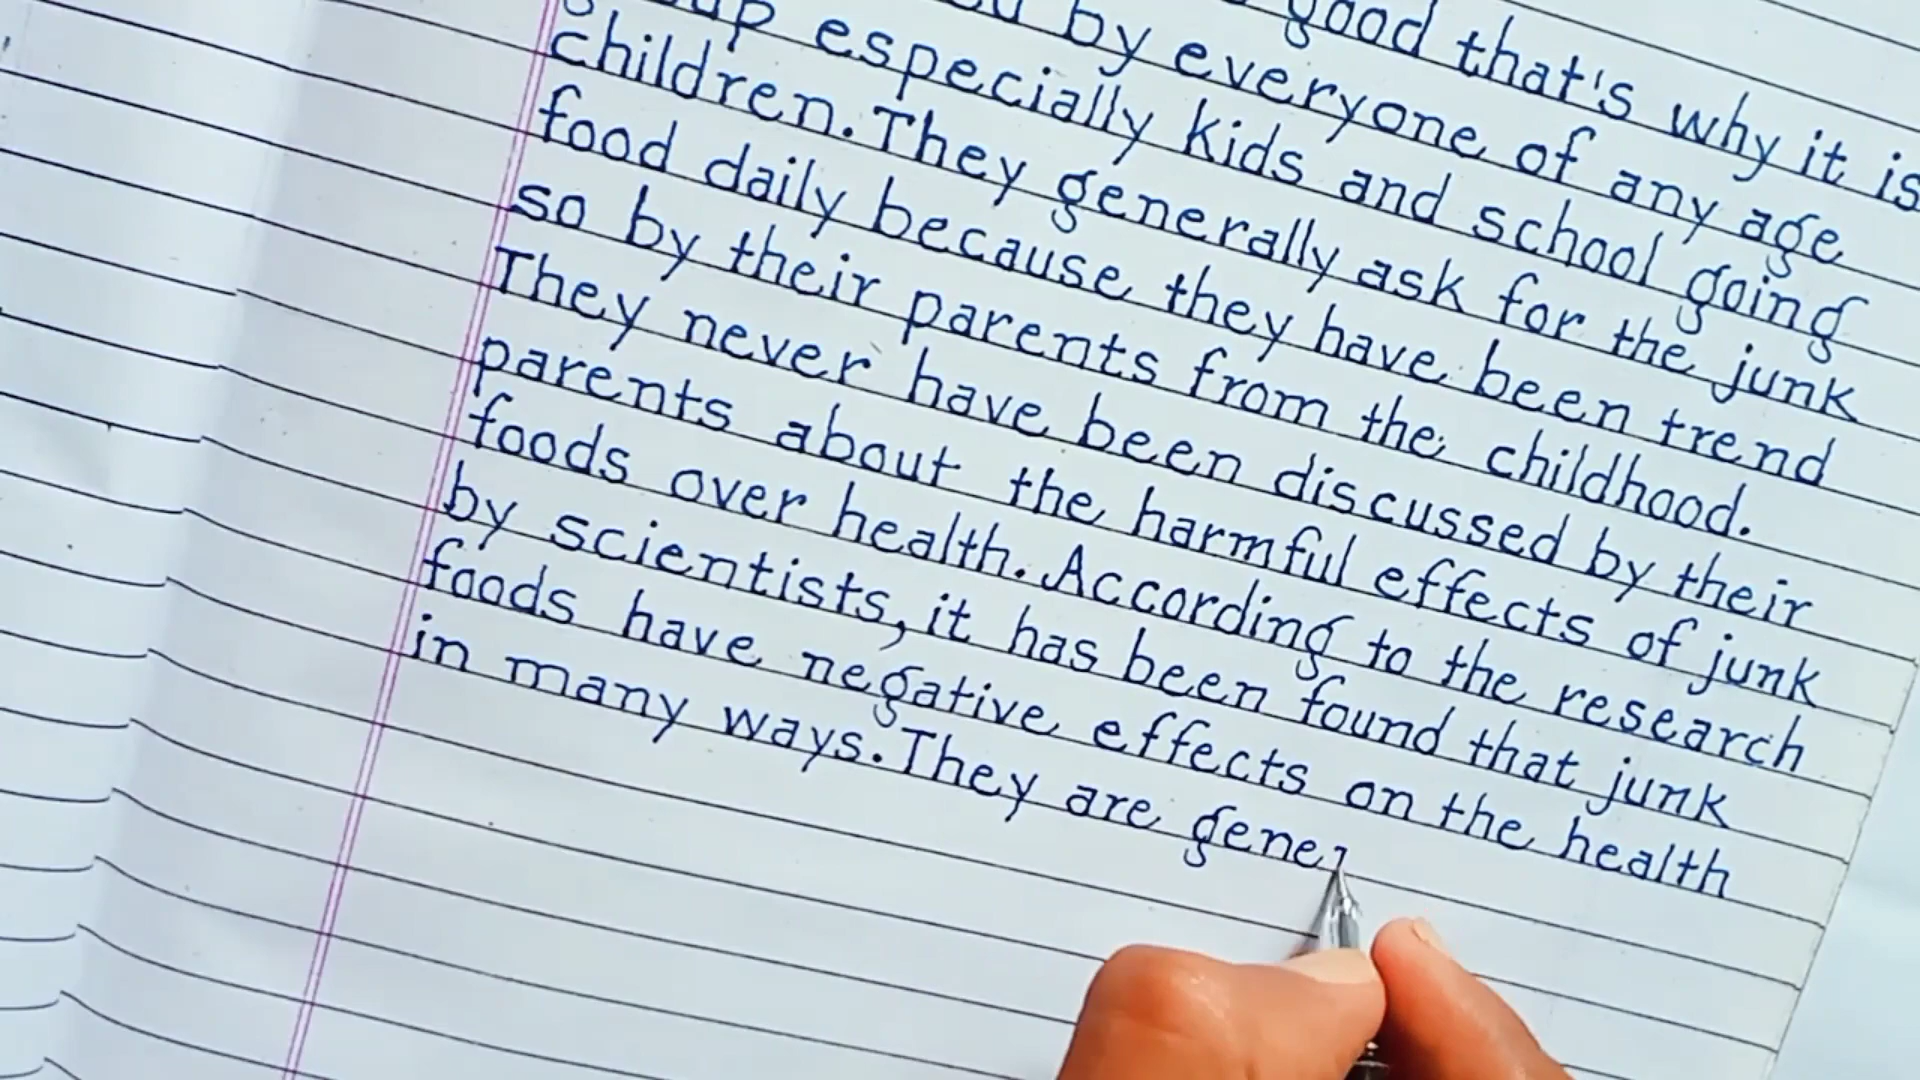 good that's why it is
by everyone of any age
especially kids and school going
children. They generally ask for the junk
food daily because they have been trend
so by their parents from the childhood.
They never have been discussed by their
parents about the harmful effects of junk
foods over health. According to the research
by scientists, it has been found that junk
foods have negative effects on the health
in many ways. They are gener